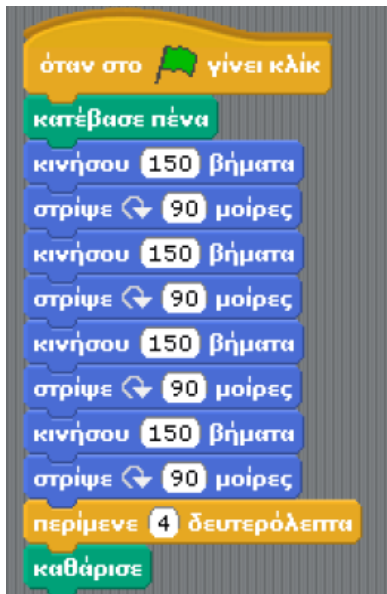 όταν στο γίνει κλίκ
κατέβασε πένα
κινήσου 150 βήματα
στρίψε 90 μοίρες
κινήσου 150 βήματα
στρίψε 90 μοίρες
κινήσου 150 βήματα
στρίψε 90 μοίρες
κινήσου 150 βήματα
στρίψε 90 μοίρες
περίμενε 4 δευτερόλεπτα
καθάρισε